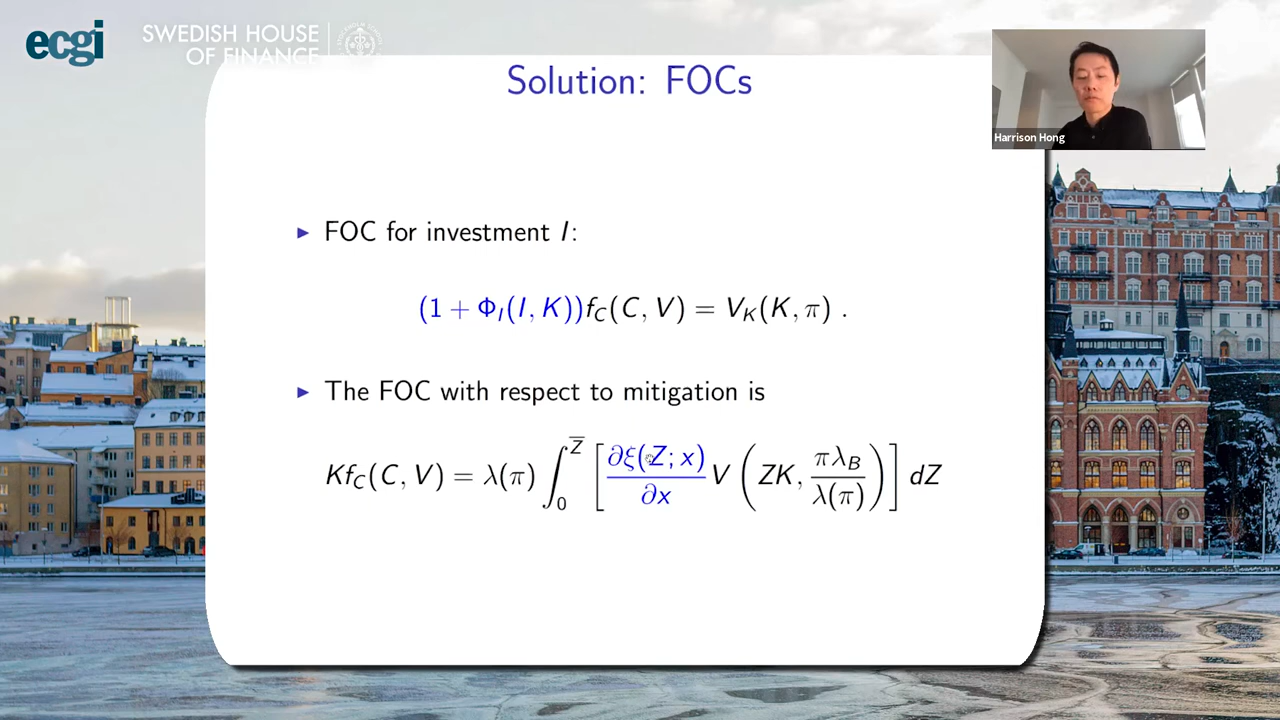 ecgi
SWEDISH HOUSE
OF FINANCE
Solution: FOCs
Harrison Hong
▶ FOC for investment I:
(1 + Φ_I(I, K))f_C(C, V) = V_K(K, π) .
▶ The FOC with respect to mitigation is
Kf_C(C, V) = λ(π) ∫_0^{Z̅} [ ∂ξ(Z; x)/∂x V ( ZK, πλ_B/λ(π) ) ] dZ